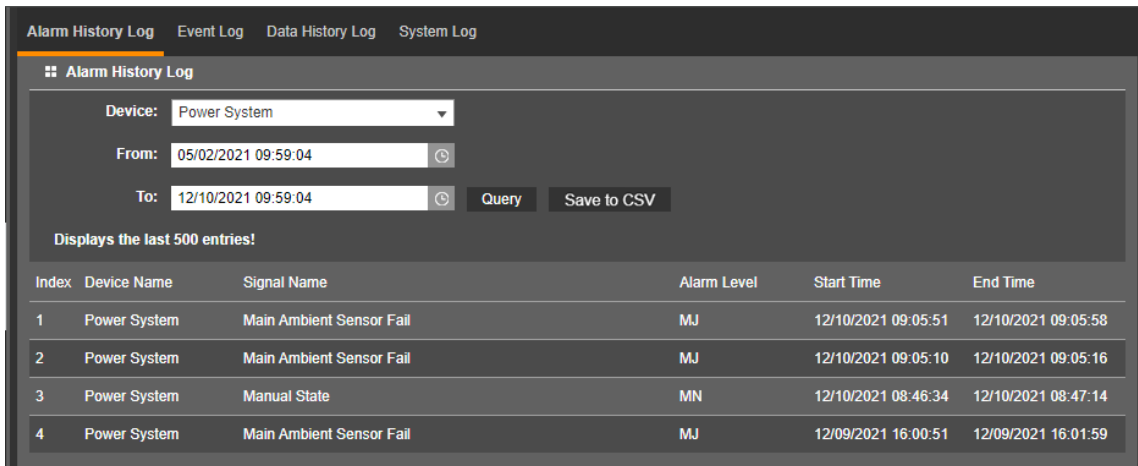 Alarm History Log Event Log Data History Log System Log
Alarm History Log
Device: Power System
From: 05/02/2021 09:59:04
To: 12/10/2021 09:59:04 Query Save to CSV
Displays the last 500 entries!
Index Device Name Signal Name Alarm Level Start Time End Time
1 Power System Main Ambient Sensor Fail MJ 12/10/2021 09:05:51 12/10/2021 09:05:58
2 Power System Main Ambient Sensor Fail MJ 12/10/2021 09:05:10 12/10/2021 09:05:16
3 Power System Manual State MN 12/10/2021 08:46:34 12/10/2021 08:47:14
4 Power System Main Ambient Sensor Fail MJ 12/09/2021 16:00:51 12/09/2021 16:01:59